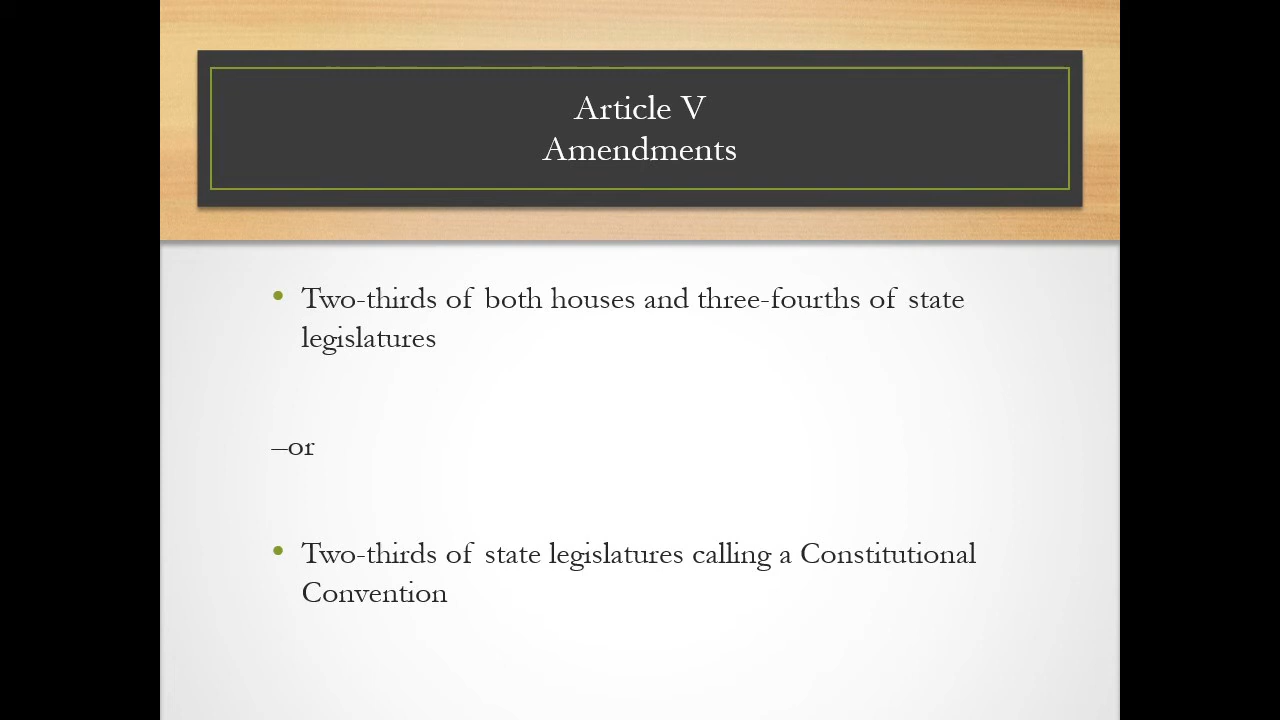 Article V
Amendments
• Two-thirds of both houses and three-fourths of state
legislatures
–or
• Two-thirds of state legislatures calling a Constitutional
Convention